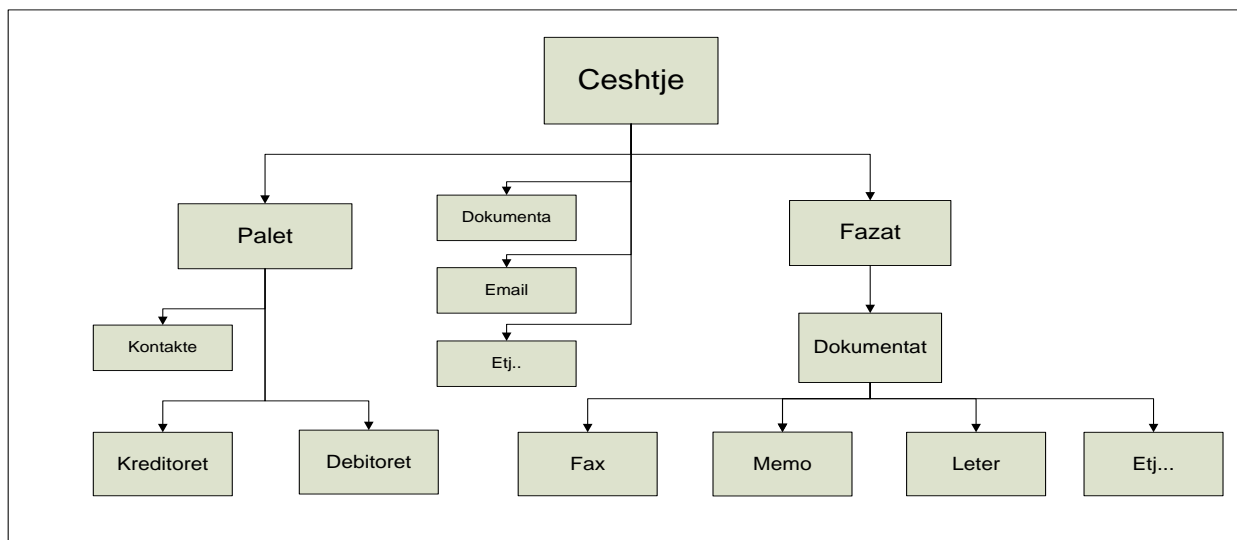 Ceshtje
Palet
Dokumenta
Fazat
Email
Kontakte
Dokumentat
Etj..
Kreditoret
Debitoret
Fax
Memo
Leter
Etj...